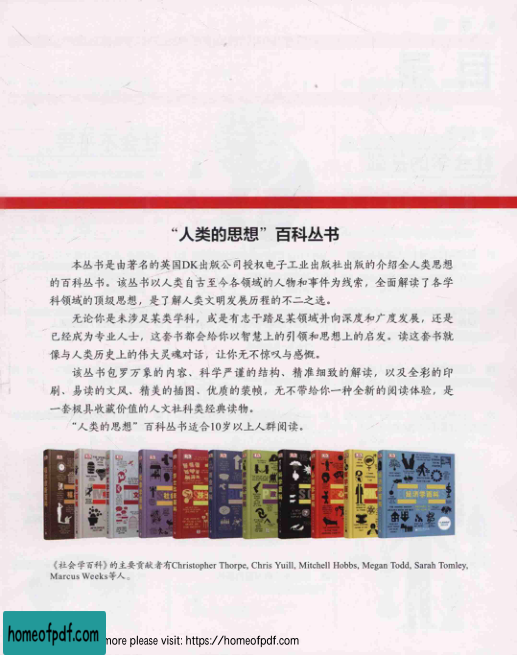 “人类的思想”百科丛书
本丛书是由著名的英国DK出版公司授权电子工业出版社出版的介绍全人类思想
的百科丛书。该丛书以人类自古至今各领域的人物和事件为线索，全面解读了各学
科领域的顶级思想，是了解人类文明发展历程的不二之选。
无论你是未涉足某类学科，或是有志于踏足某领域并向深度和广度发展，还是
已经成为专业人士，这套书都会给你以智慧上的引领和思想上的启发。读这套书就
像与人类历史上的伟大灵魂对话，让你无不惊叹与感慨。
该丛书包罗万象的内容、科学严谨的结构、精准细致的解读，以及全彩的印
刷、易读的文风、精美的插图、优质的装帧，无不带给你一种全新的阅读体验，是
一套极具收藏价值的人文社科类经典读物。
“人类的思想”百科丛书适合10岁以上人群阅读。
经济学百科
《社会学百科》的主要贡献者有Christopher Thorpe, Chris Yuill, Mitchell Hobbs, Megan Todd, Sarah Tomley,
Marcus Weeks等人。
homeofpdf.com
more please visit: https://homeofpdf.com